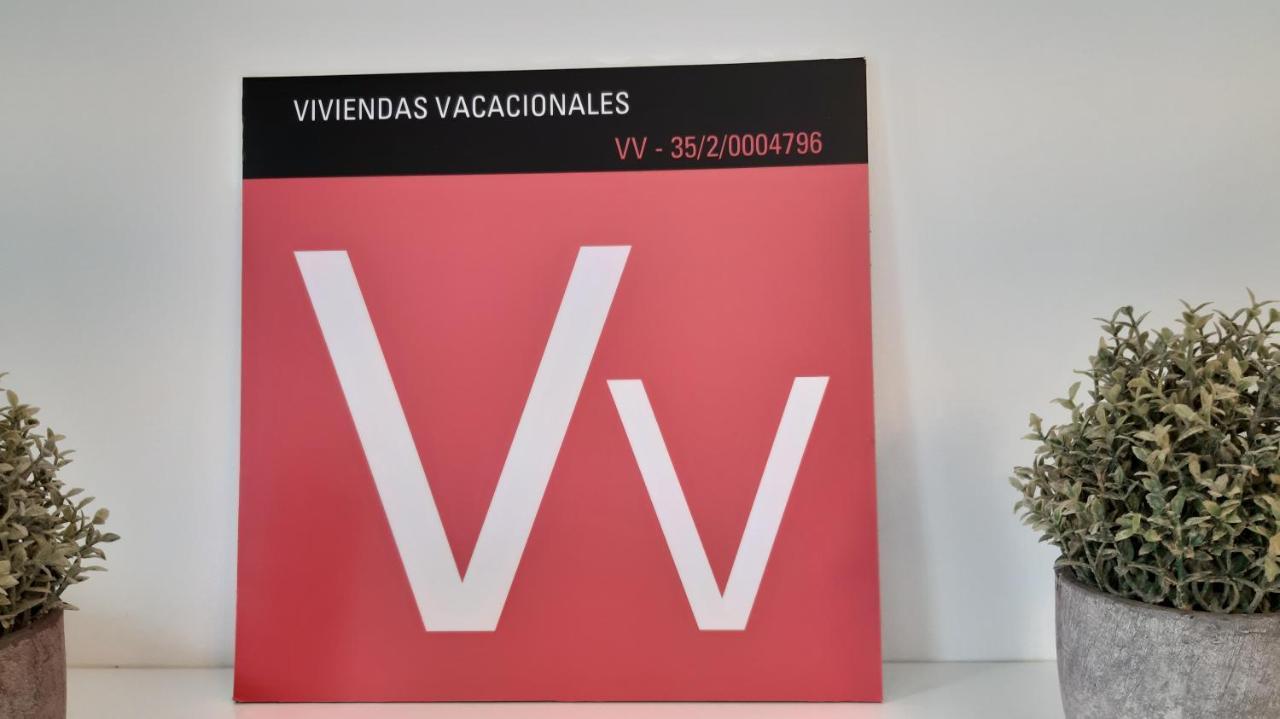 VIVIENDAS VACACIONALES
VV - 35/2/0004796
Vv